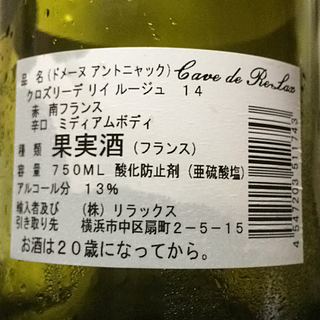 品 名 (ドメーヌ アントニャック) Cave de Re-Lax
クロズリーデ リイ ルージュ 14
赤 南フランス
辛口 ミディアムボディ
種 類 果実酒 (フランス)
容 量 750ML 酸化防止剤 (亜硫酸塩)
アルコール分 13%
輸入者及び (株) リラックス
引き取り先 横浜市中区扇町2-5-15
お酒は20歳になってから。
4547203511743